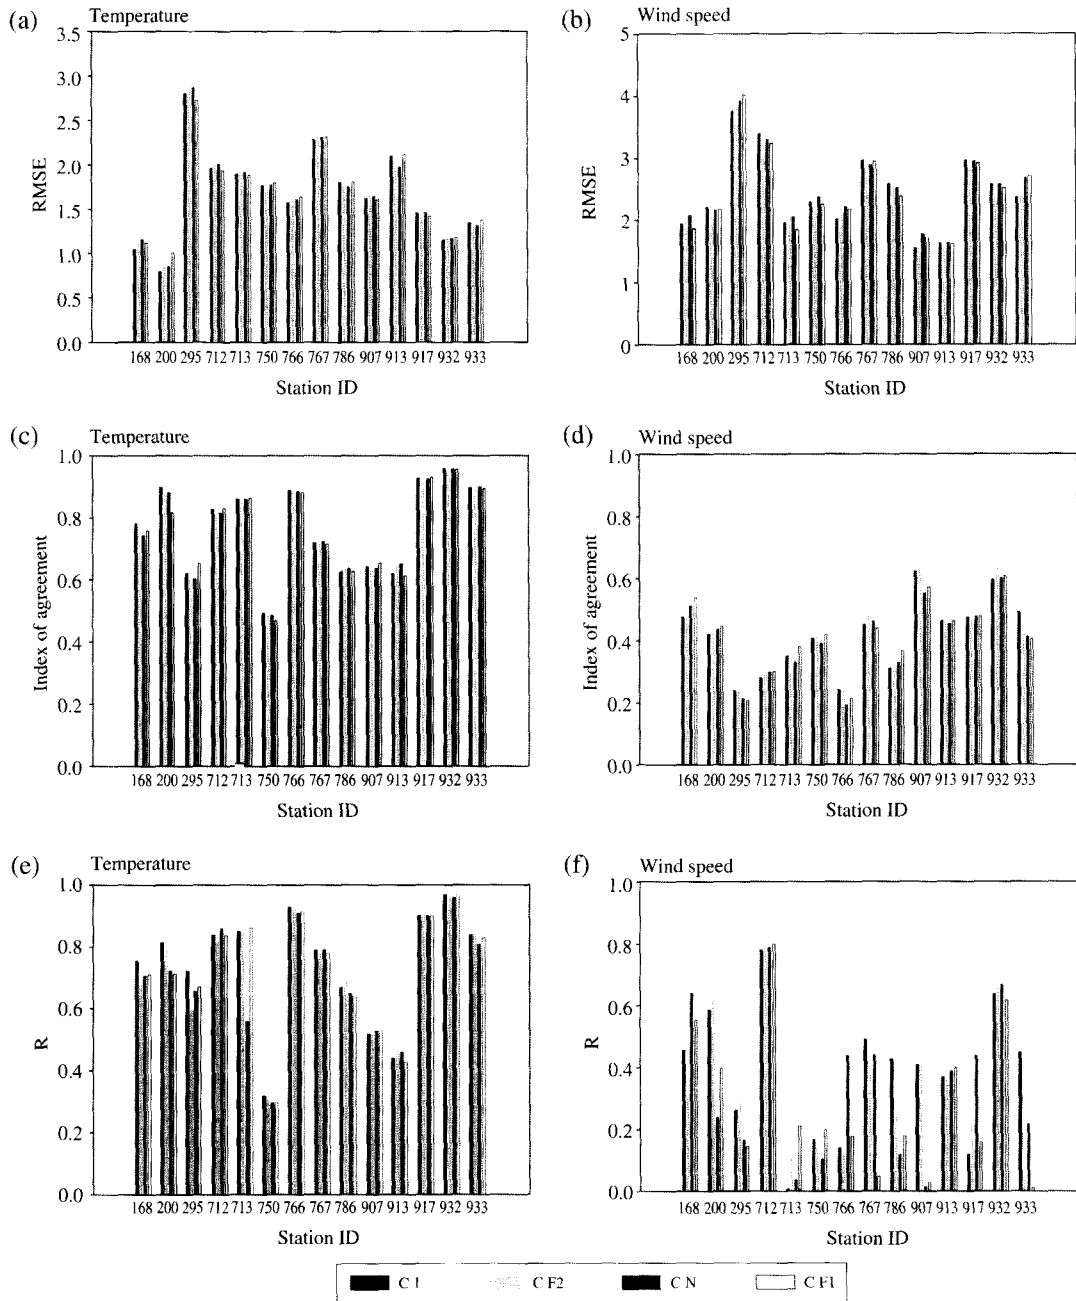 (a) Temperature
3.5
3.0
2.5
2.0
1.5
1.0
0.5
0.0
RMSE
168 200 295 712 713 750 766 767 786 907 913 917 932 933
Station ID
(b) Wind speed
5
4
3
2
1
0
RMSE
168 200 295 712 713 750 766 767 786 907 913 917 932 933
Station ID
(c) Temperature
1.0
0.8
0.6
0.4
0.2
0.0
Index of agreement
168 200 295 712 713 750 766 767 786 907 913 917 932 933
Station ID
(d) Wind speed
1.0
0.8
0.6
0.4
0.2
0.0
Index of agreement
168 200 295 712 713 750 766 767 786 907 913 917 932 933
Station ID
(e) Temperature
1.0
0.8
0.6
0.4
0.2
0.0
R
168 200 295 712 713 750 766 767 786 907 913 917 932 933
Station ID
(f) Wind speed
1.0
0.8
0.6
0.4
0.2
0.0
R
168 200 295 712 713 750 766 767 786 907 913 917 932 933
Station ID
C I C F2 C N C F1